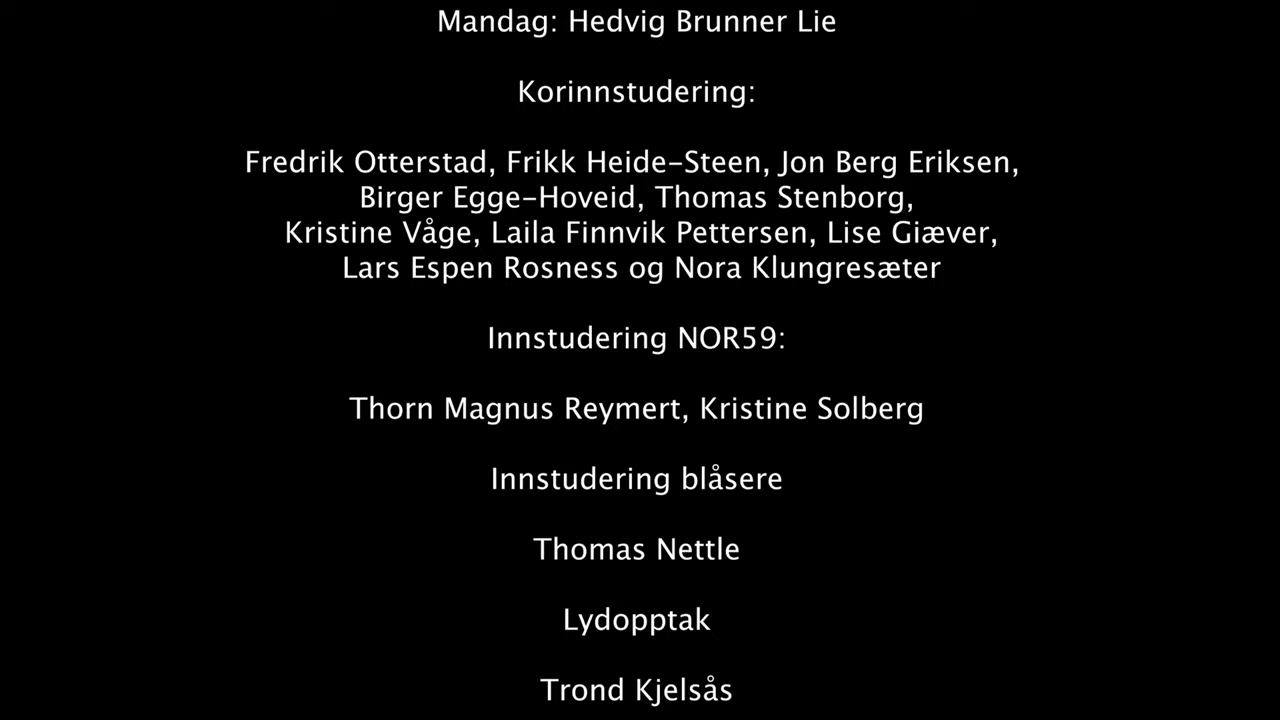 Mandag: Hedvig Brunner Lie
Korinnstudering:
Fredrik Otterstad, Frikk Heide-Steen, Jon Berg Eriksen,
Birger Egge-Hoveid, Thomas Stenborg,
Kristine Våge, Laila Finnvik Pettersen, Lise Giæver,
Lars Espen Rosness og Nora Klungresæter
Innstudering NOR59:
Thorn Magnus Reymert, Kristine Solberg
Innstudering blåsere
Thomas Nettle
Lydopptak
Trond Kjelsås